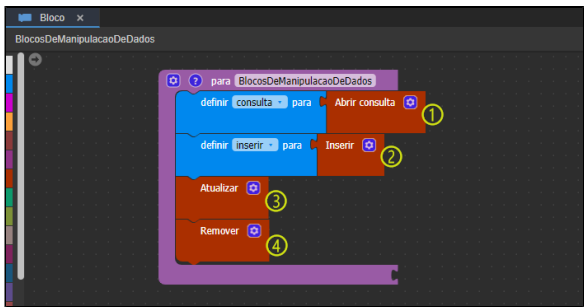 Bloco ×
BlocosDeManipulacaoDeDados
? para BlocosDeManipulacaoDeDados
definir consulta para Abrir consulta 1
definir inserir para Inserir 2
Atualizar 3
Remover 4